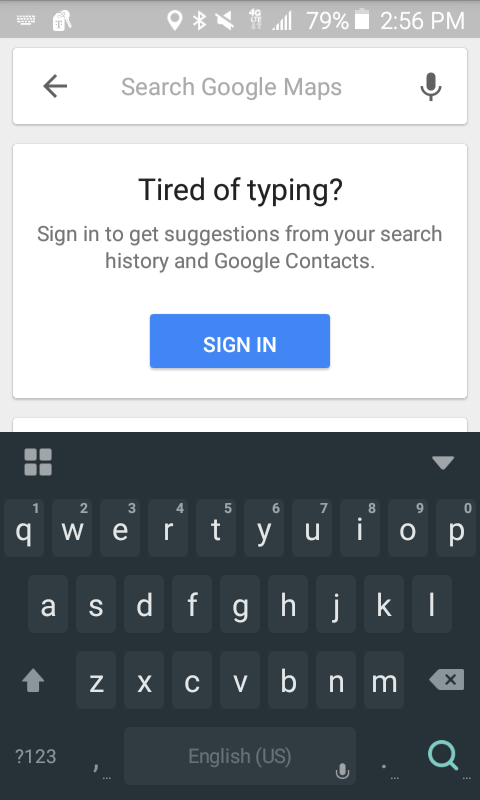 4G LTE 79% 2:56 PM
Search Google Maps
Tired of typing?
Sign in to get suggestions from your search
history and Google Contacts.
SIGN IN
1 2 3 4 5 6 7 8 9 0
q w e r t y u i o p
a s d f g h j k l
z x c v b n m
?123 , ... English (US) . ... ...